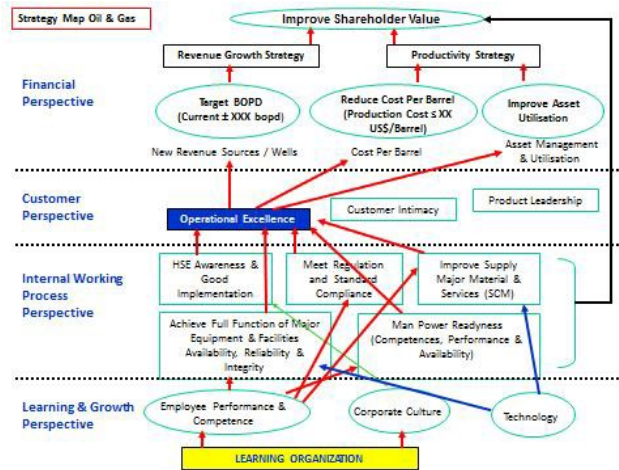 Strategy Map Oil & Gas
Improve Shareholder Value
Revenue Growth Strategy
Productivity Strategy
Financial
Perspective
Target BOPD
(Current ± XXX bopd)
Reduce Cost Per Barrel
(Production Cost ≤ XX
US$/Barrel)
Improve Asset
Utilisation
New Revenue Sources / Wells
Cost Per Barrel
Asset Management
& Utilisation
Customer
Perspective
Operational Excellence
Customer Intimacy
Product Leadership
Internal Working
Process
Perspective
HSE Awareness &
Good
Implementation
Meet Regulation
and Standard
Compliance
Improve Supply
Major Material &
Services (SCM)
Achieve Full Function of Major
Equipment & Facilities
Availability, Reliability &
Integrity
Man Power Readyness
(Competences, Performance &
Availability)
Learning & Growth
Perspective
Employee Performance &
Competence
Corporate Culture
Technology
LEARNING ORGANIZATION